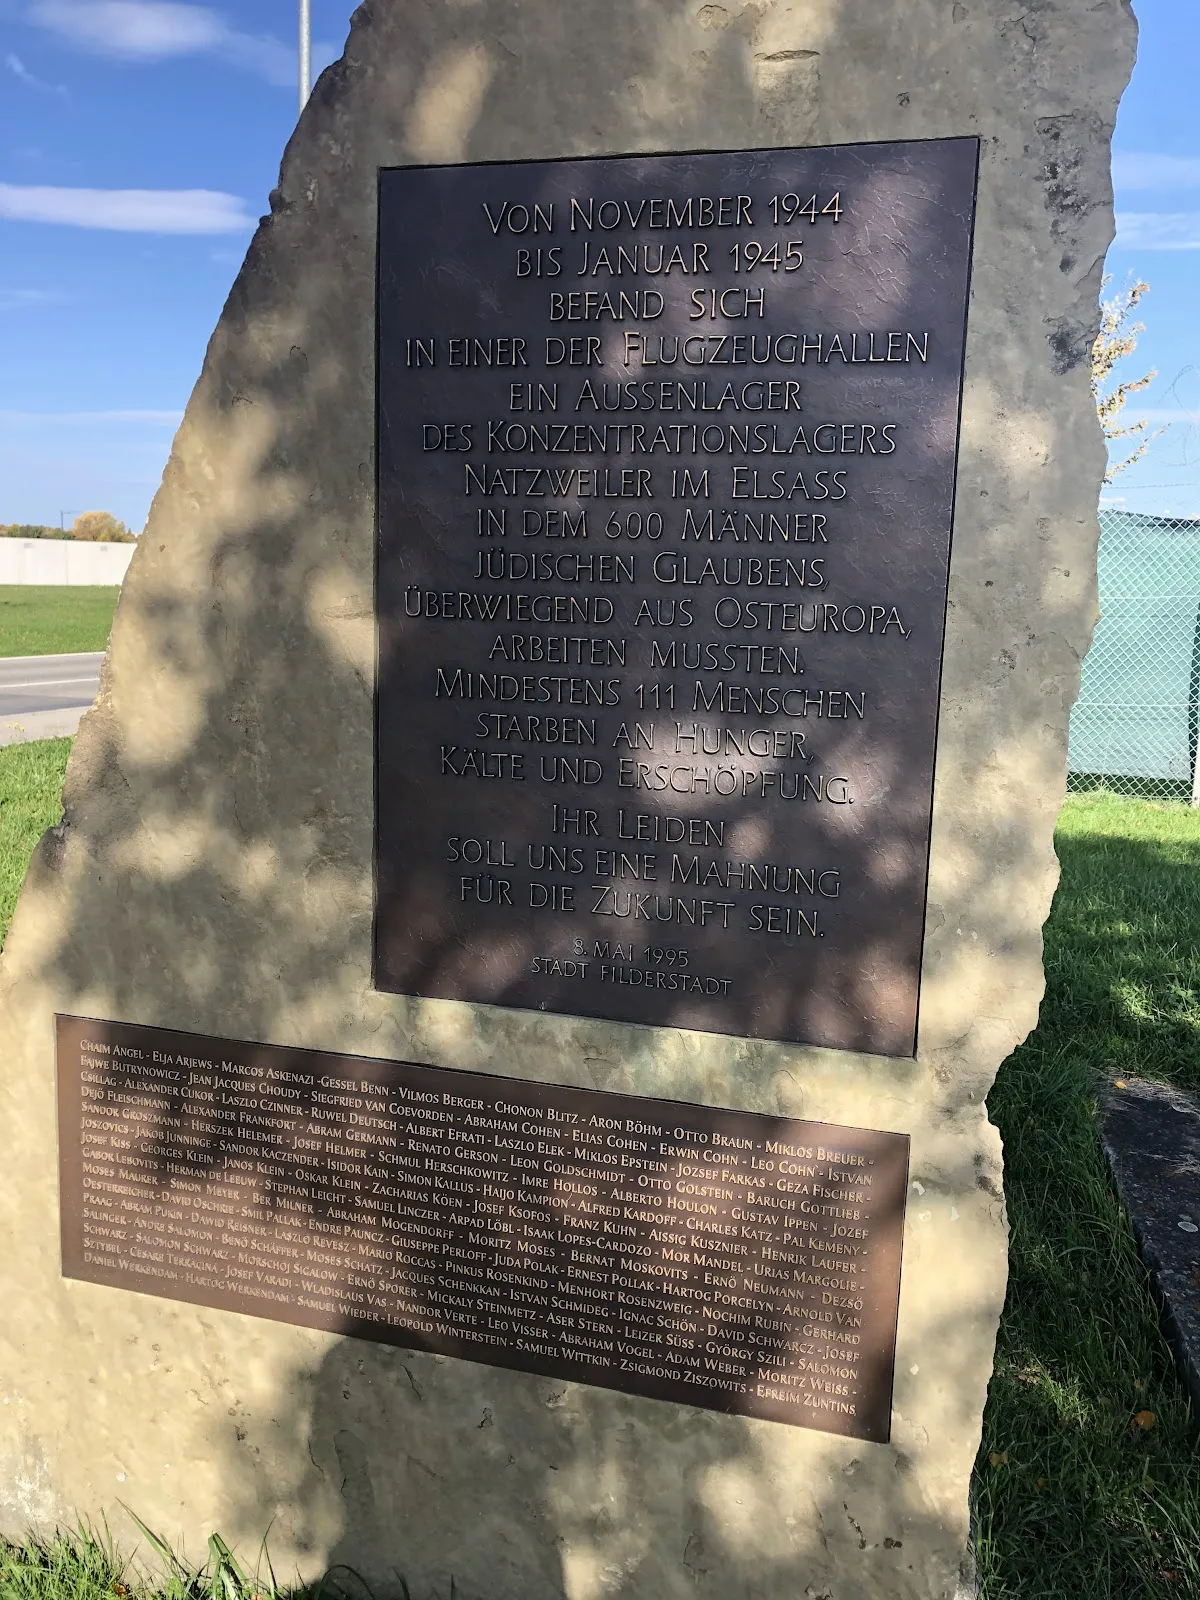 VON NOVEMBER 1944
BIS JANUAR 1945
BEFAND SICH
IN EINER DER FLUGZEUGHALLEN
EIN AUSSENLAGER
DES KONZENTRATIONSLAGERS
NATZWEILER IM ELSASS
IN DEM 600 MÄNNER
JÜDISCHEN GLAUBENS,
ÜBERWIEGEND AUS OSTEUROPA,
ARBEITEN MUSSTEN.
MINDESTENS 111 MENSCHEN
STARBEN AN HUNGER,
KÄLTE UND ERSCHÖPFUNG.
IHR LEIDEN
SOLL UNS EINE MAHNUNG
FÜR DIE ZUKUNFT SEIN.
8. MAI 1995
STADT FILDERSTADT
CHAIM ANGEL - ELJA ARJEWS - MARCOS ASKENAZI - GESSEL BENN - VILMOS BERGER - CHONON BLITZ - ARON BÖHM - OTTO BRAUN - MIKLOS BREUER -
FAJWE BUTRYNOWICZ - JEAN JACQUES CHOUDY - SIEGFRIED VAN COEVORDEN - ABRAHAM COHEN - ELIAS COHEN - ERWIN COHN - LEO COHN - ISTVAN
CSILLAG - ALEXANDER CUKOR - LASZLO CZINNER - RUWEL DEUTSCH - ALBERT EFRATI - LASZLO ELEK - MIKLOS EPSTEIN - JOZSEF FARKAS - GEZA FISCHER -
DEJÖ FLEISCHMANN - ALEXANDER FRANKFORT - ABRAM GERMANN - RENATO GERSON - LEON GOLDSCHMIDT - OTTO GOLSTEIN - BARUCH GOTTLIEB -
SANDOR GROSZMANN - HERSZEK HELEMER - JOSEF HELMER - SCHMUL HERSCHKOWITZ - IMRE HOLLOS - ALBERTO HOULON - GUSTAV IPPEN - JOZEF
JOSZOVICS - JAKOB JUNNINGE - SANDOR KACZENDER - ISIDOR KAIN - SIMON KALLUS - HAIJO KAMPION - ALFRED KARDOFF - CHARLES KATZ - PAL KEMENY -
JOSEF KISS - GEORGES KLEIN - JANOS KLEIN - OSKAR KLEIN - ZACHARIAS KÖEN - JOSEF KSOFOS - FRANZ KUHN - AISSIG KUSZNIER - HENRIK LAUFER -
GABOR LEBOVITS - HERMAN DE LEEUW - STEPHAN LEICHT - SAMUEL LINCZER - ARPAD LÖBL - ISAAK LOPES-CARDOZO - MOR MANDEL - URIAS MARGOLIE -
MOSES MAURER - SIMON MEYER - BER MILNER - ABRAHAM MOGENDORFF - MORITZ MOSES - BERNAT MOSKOVITS - ERNÖ NEUMANN - DEZSÖ
OESTERREICHER - DAVID OSCHRIE - SMIL PALLAK - ENDRE PAUNCZ - GIUSEPPE PERLOFF - JUDA POLAK - ERNEST POLLAK - HARTOG PORCELYN - ARNOLD VAN
PRAAG - ABRAM PUKIN - DAWID REISNER - LASZLO REVESZ - MARIO ROCCAS - PINKUS ROSENKIND - MENHORT ROSENZWEIG - NOCHIM RUBIN - GERHARD
SALINGER - ANDRE SALOMON - BENÖ SCHÄFFER - MOSES SCHATZ - JACQUES SCHENKKAN - ISTVAN SCHMIDEG - IGNAC SCHÖN - DAVID SCHWARCZ - JOSEF
SCHWARZ - SALOMON SCHWARZ - MORSCHOJ SIGALOW - ERNÖ SPORER - MICKALY STEINMETZ - ASER STERN - LEIZER SÜSS - GYÖRGY SZILI - SALOMON
SZTYBEL - CESARE TERRACINA - JOSEF VARADI - WLADISLAUS VAS - NANDOR VERTE - LEO VISSER - ABRAHAM VOGEL - ADAM WEBER - MORITZ WEISS -
DANIEL WERKENDAM - HARTOG WERKENDAM - SAMUEL WIEDER - LEOPOLD WINTERSTEIN - SAMUEL WITTKIN - ZSIGMOND ZISZOWITS - EFREIM ZUNTINS